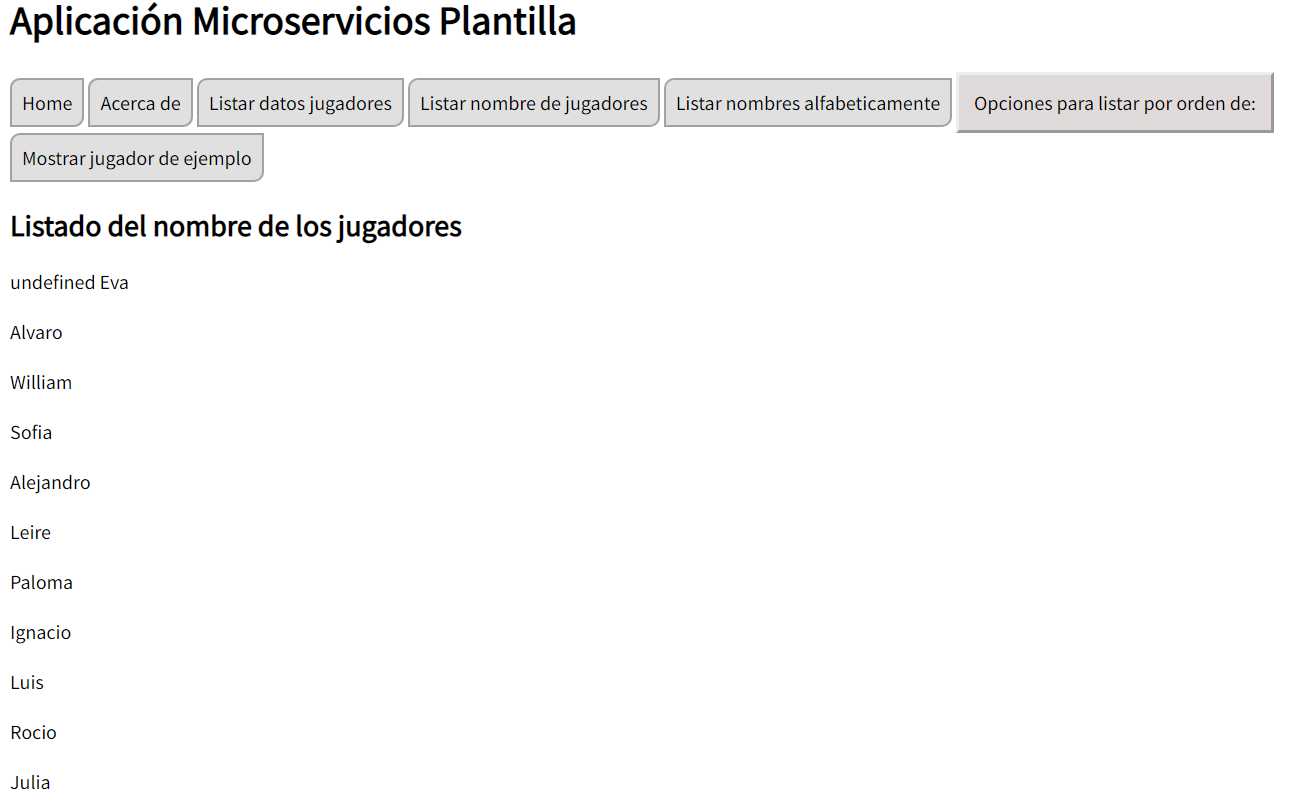 Aplicación Microservicios Plantilla
Home Acerca de Listar datos jugadores Listar nombre de jugadores Listar nombres alfabeticamente Opciones para listar por orden de:
Mostrar jugador de ejemplo
Listado del nombre de los jugadores
undefined Eva
Alvaro
William
Sofia
Alejandro
Leire
Paloma
Ignacio
Luis
Rocio
Julia